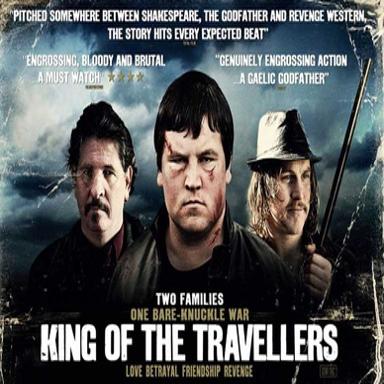 "PITCHED SOMEWHERE BETWEEN SHAKESPEARE, THE GODFATHER AND REVENGE WESTERN,
THE STORY HITS EVERY EXPECTED BEAT"
"ENGROSSING, BLOODY AND BRUTAL
A MUST WATCH" ★★★★
"GENUINELY ENGROSSING ACTION
...A GAELIC GODFATHER"
TWO FAMILIES
ONE BARE-KNUCKLE WAR
KING OF THE TRAVELLERS
LOVE BETRAYAL FRIENDSHIP REVENGE